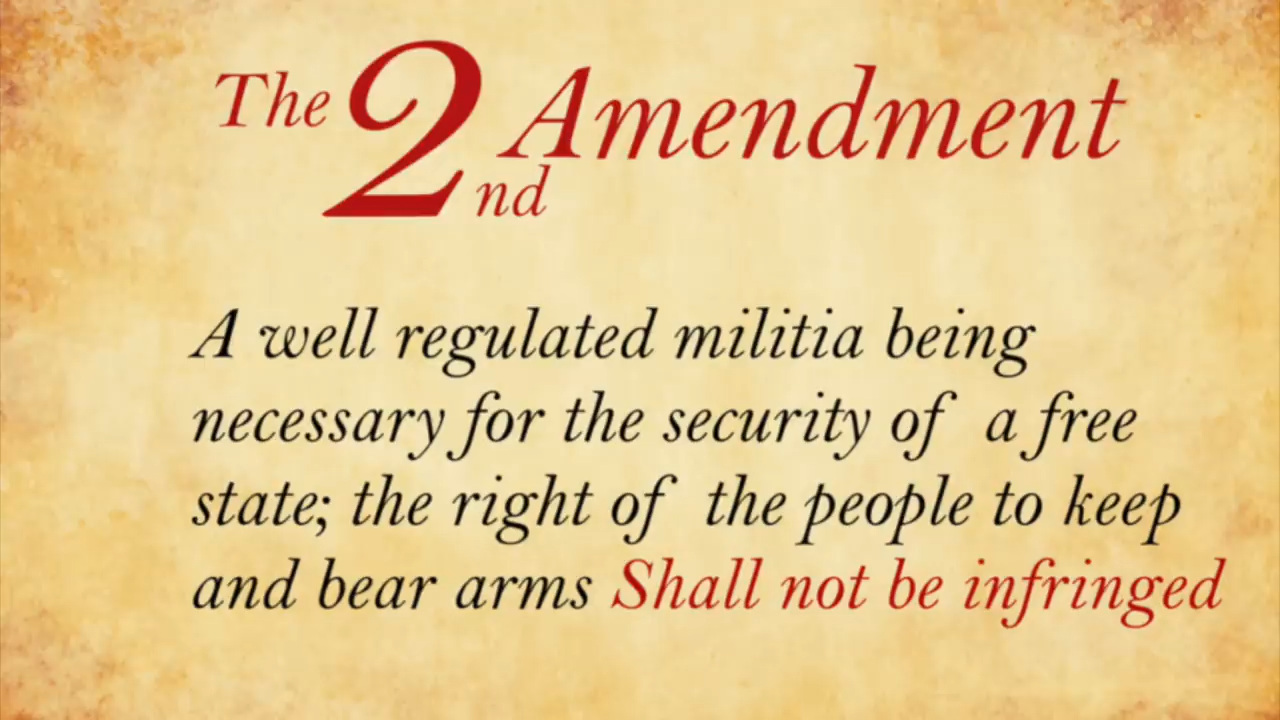 The 2nd Amendment
A well regulated militia being
necessary for the security of a free
state; the right of the people to keep
and bear arms Shall not be infringed